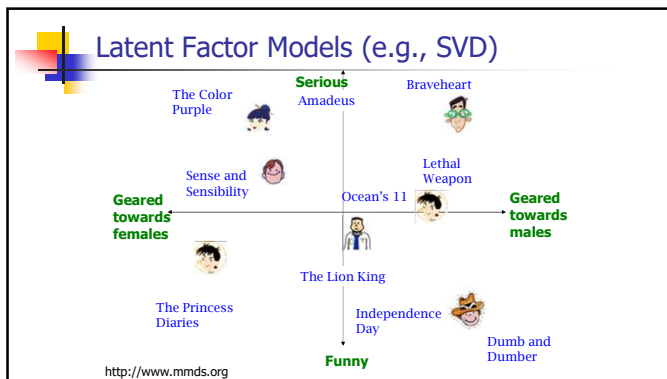 Latent Factor Models (e.g., SVD)
Serious
Braveheart
The Color
Purple
Amadeus
Sense and
Sensibility
Lethal
Weapon
Ocean's 11
Geared
towards
females
Geared
towards
males
The Lion King
The Princess
Diaries
Independence
Day
Dumb and
Dumber
Funny
http://www.mmds.org